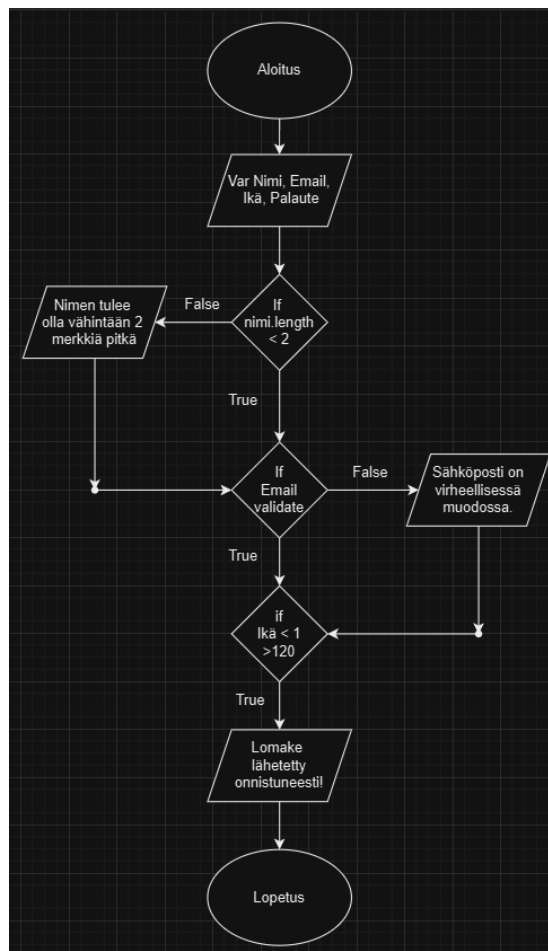 Aloitus
Var Nimi, Email,
Ikä, Palaute
If
nimi.length
< 2
False
Nimen tulee
olla vähintään 2
merkkiä pitkä
True
If
Email
validate
False
Sähköposti on
virheellisessä
muodossa.
True
if
Ikä < 1
>120
True
Lomake
lähetetty
onnistuneesti!
Lopetus